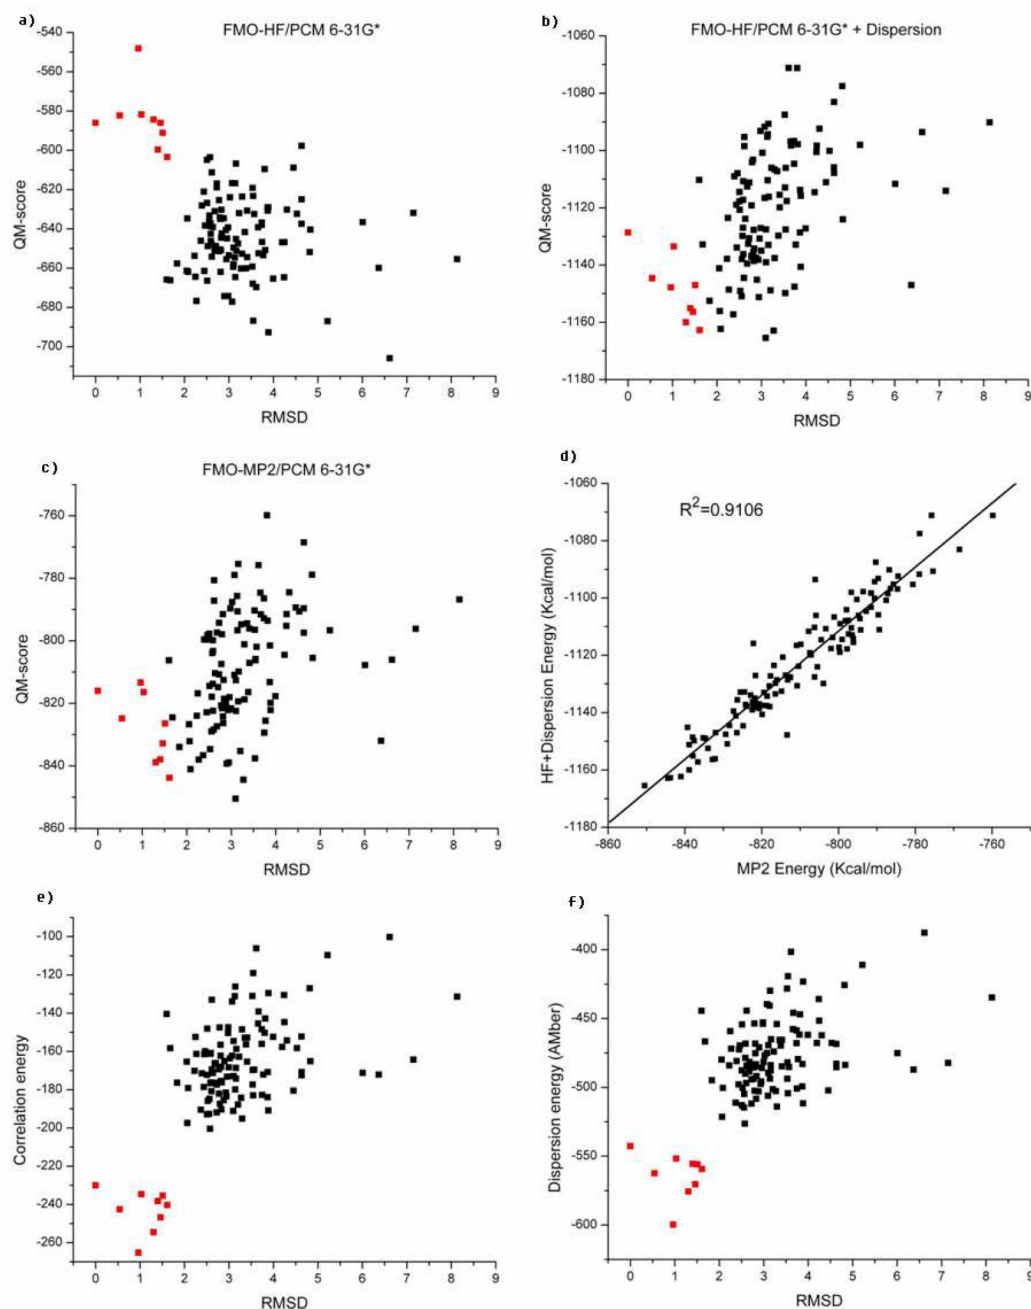 a)
FMO-HF/PCM 6-31G*
-540
-560
-580
-600
-620
-640
-660
-680
-700
QM-score
0 1 2 3 4 5 6 7 8 9
RMSD
b)
FMO-HF/PCM 6-31G* + Dispersion
-1060
-1080
-1100
-1120
-1140
-1160
-1180
QM-score
0 1 2 3 4 5 6 7 8 9
RMSD
c)
FMO-MP2/PCM 6-31G*
-760
-780
-800
-820
-840
-860
QM-score
0 1 2 3 4 5 6 7 8 9
RMSD
d)
R²=0.9106
-1060
-1080
-1100
-1120
-1140
-1160
-1180
HF+Dispersion Energy (Kcal/mol)
-860 -840 -820 -800 -780 -760
MP2 Energy (Kcal/mol)
e)
-100
-120
-140
-160
-180
-200
-220
-240
-260
Correlation energy
0 1 2 3 4 5 6 7 8 9
RMSD
f)
-400
-450
-500
-550
-600
Dispersion energy (AMber)
0 1 2 3 4 5 6 7 8 9
RMSD